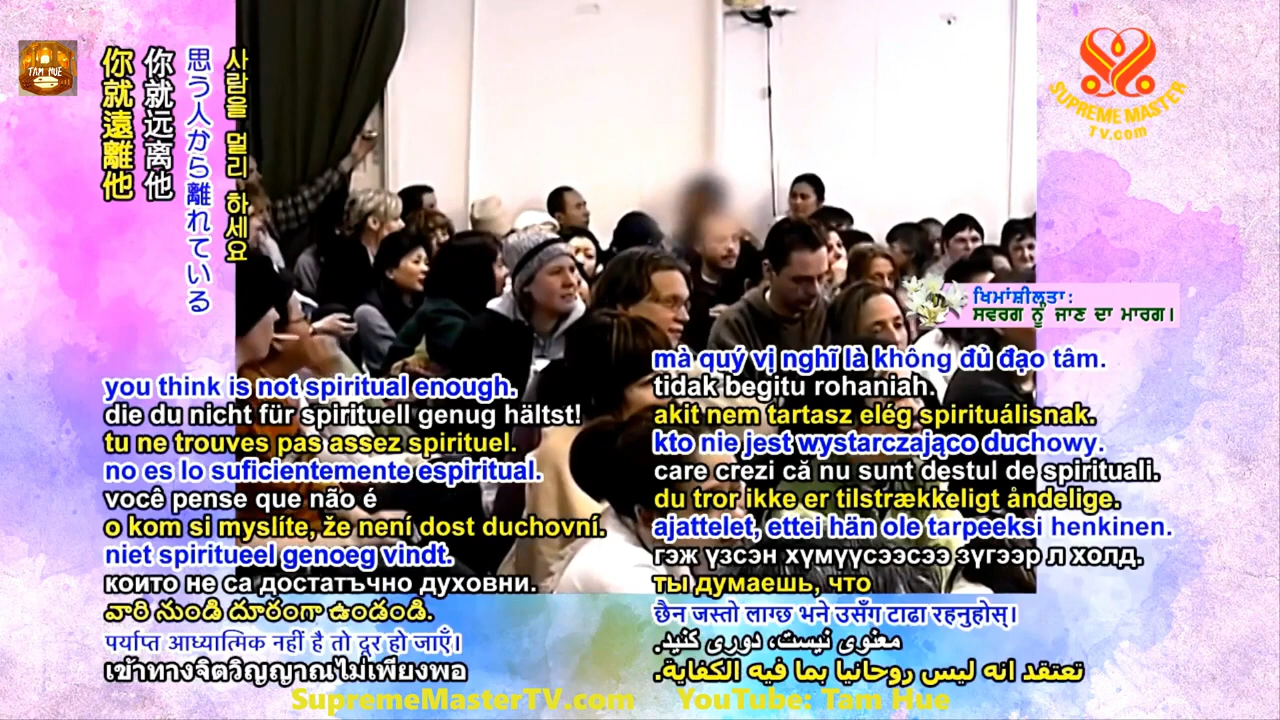 TAM HUE
你就遠離他
你就远离他
思う人から離れている
사람을 멀리 하세요
SUPREME MASTER
TV.com
ਖਿਮਾਂਸ਼ੀਲਤਾ:
ਸਵਰਗ ਨੂੰ ਜਾਣ ਦਾ ਮਾਰਗ।
you think is not spiritual enough.
die du nicht für spirituell genug hältst!
tu ne trouves pas assez spirituel.
no es lo suficientemente espiritual.
você pense que não é
o kom si myslíte, že není dost duchovní.
niet spiritueel genoeg vindt.
които не са достатъчно духовни.
వారి నుండి దూరంగా ఉండండి.
पर्याप्त आध्यात्मिक नहीं है तो दूर हो जाएँ।
เข้าทางจิตวิญญาณไม่เพียงพอ
mà quý vị nghĩ là không đủ đạo tâm.
tidak begitu rohaniah.
akit nem tartasz elég spirituálisnak.
kto nie jest wystarczająco duchowy.
care crezi că nu sunt destul de spirituali.
du tror ikke er tilstrækkeligt åndelige.
ajattelet, ettei hän ole tarpeeksi henkinen.
гэж үзсэн хүмүүсээсээ зүгээр л холд.
ты думаешь, что
छैन जस्तो लाग्छ भने उसँग टाढा रहनुहोस्।
معنوی نیست، دوری کنید.
تعتقد انه ليس روحانيا بما فيه الكفاية.
SupremeMasterTV.com YouTube: Tam Hue